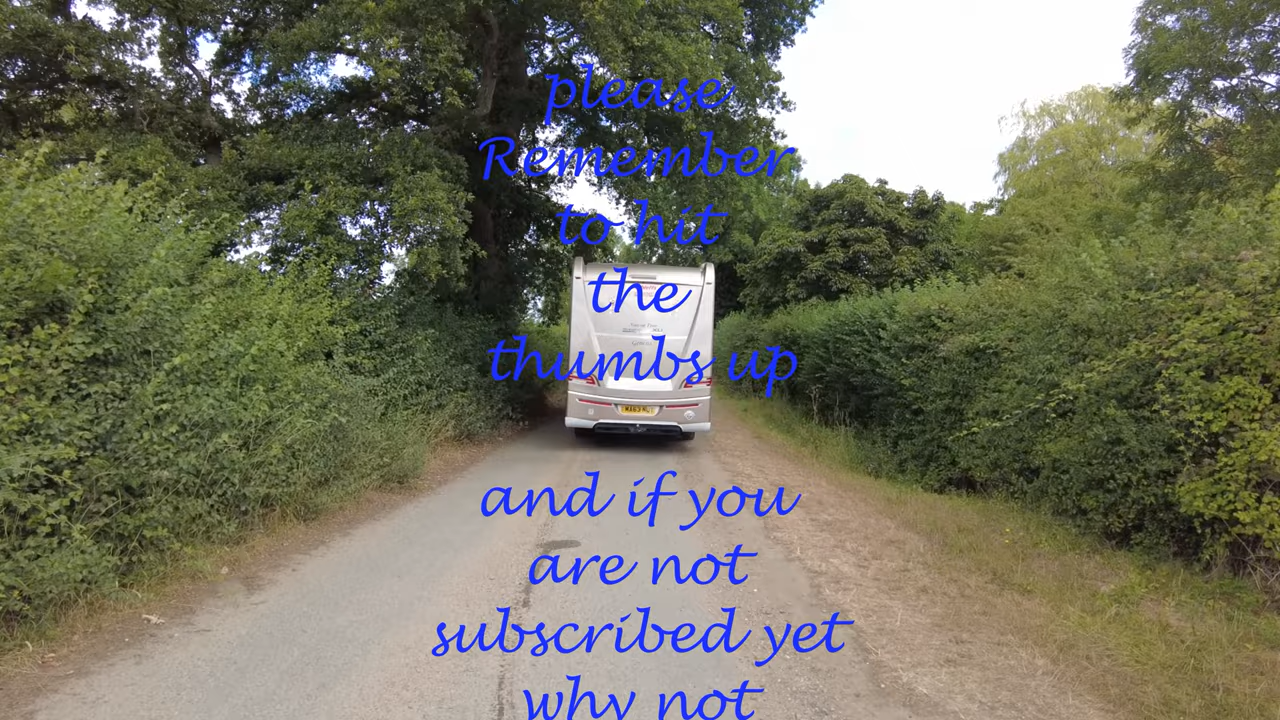 please
Remember
to hit
the
thumbs up
and if you
are not
subscribed yet
why not